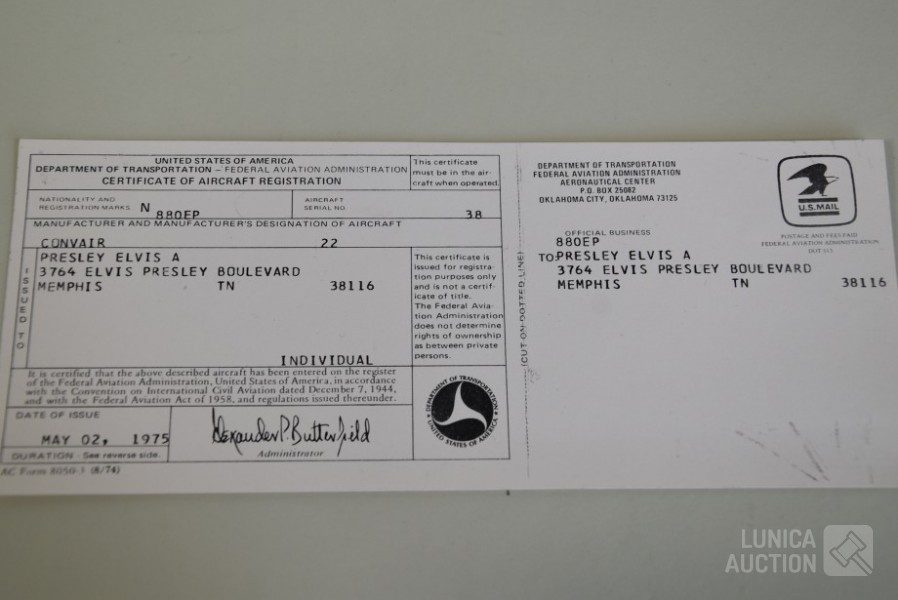 UNITED STATES OF AMERICA
DEPARTMENT OF TRANSPORTATION — FEDERAL AVIATION ADMINISTRATION
CERTIFICATE OF AIRCRAFT REGISTRATION
This certificate
must be in the air-
craft when operated.
NATIONALITY AND
REGISTRATION MARKS N 880EP
AIRCRAFT
SERIAL NO. 38
MANUFACTURER AND MANUFACTURER'S DESIGNATION OF AIRCRAFT
CONVAIR 22
ISSUED TO
PRESLEY ELVIS A
3764 ELVIS PRESLEY BOULEVARD
MEMPHIS TN 38116
INDIVIDUAL
This certificate is
issued for registra-
tion purposes only
and is not a certif-
icate of title.
The Federal Avia-
tion Administration
does not determine
rights of ownership
as between private
persons.
It is certified that the above described aircraft has been entered on the register
of the Federal Aviation Administration, United States of America, in accordance
with the Convention on International Civil Aviation dated December 7, 1944,
and with the Federal Aviation Act of 1958, and regulations issued thereunder.
DATE OF ISSUE
MAY 02, 1975
DURATION - See reverse side.
Alexander P. Butterfield
Administrator
DEPARTMENT OF TRANSPORTATION
UNITED STATES OF AMERICA
AC Form 8050-3 (8/74)
(CUT ON DOTTED LINE)
DEPARTMENT OF TRANSPORTATION
FEDERAL AVIATION ADMINISTRATION
AERONAUTICAL CENTER
P.O. BOX 25082
OKLAHOMA CITY, OKLAHOMA 73125
U.S. MAIL
POSTAGE AND FEES PAID
FEDERAL AVIATION ADMINISTRATION
OFFICIAL BUSINESS
880EP
TO: PRESLEY ELVIS A
3764 ELVIS PRESLEY BOULEVARD
MEMPHIS TN 38116
LUNICA
AUCTION